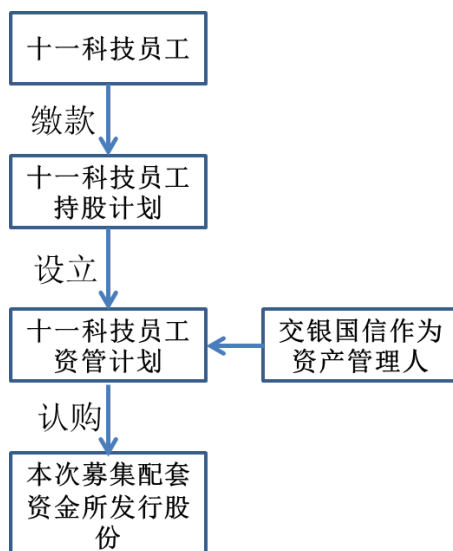 十一科技员工
缴款
十一科技员工
持股计划
设立
十一科技员工
资管计划
交银国信作为
资产管理人
认购
本次募集配套
资金所发行股
份